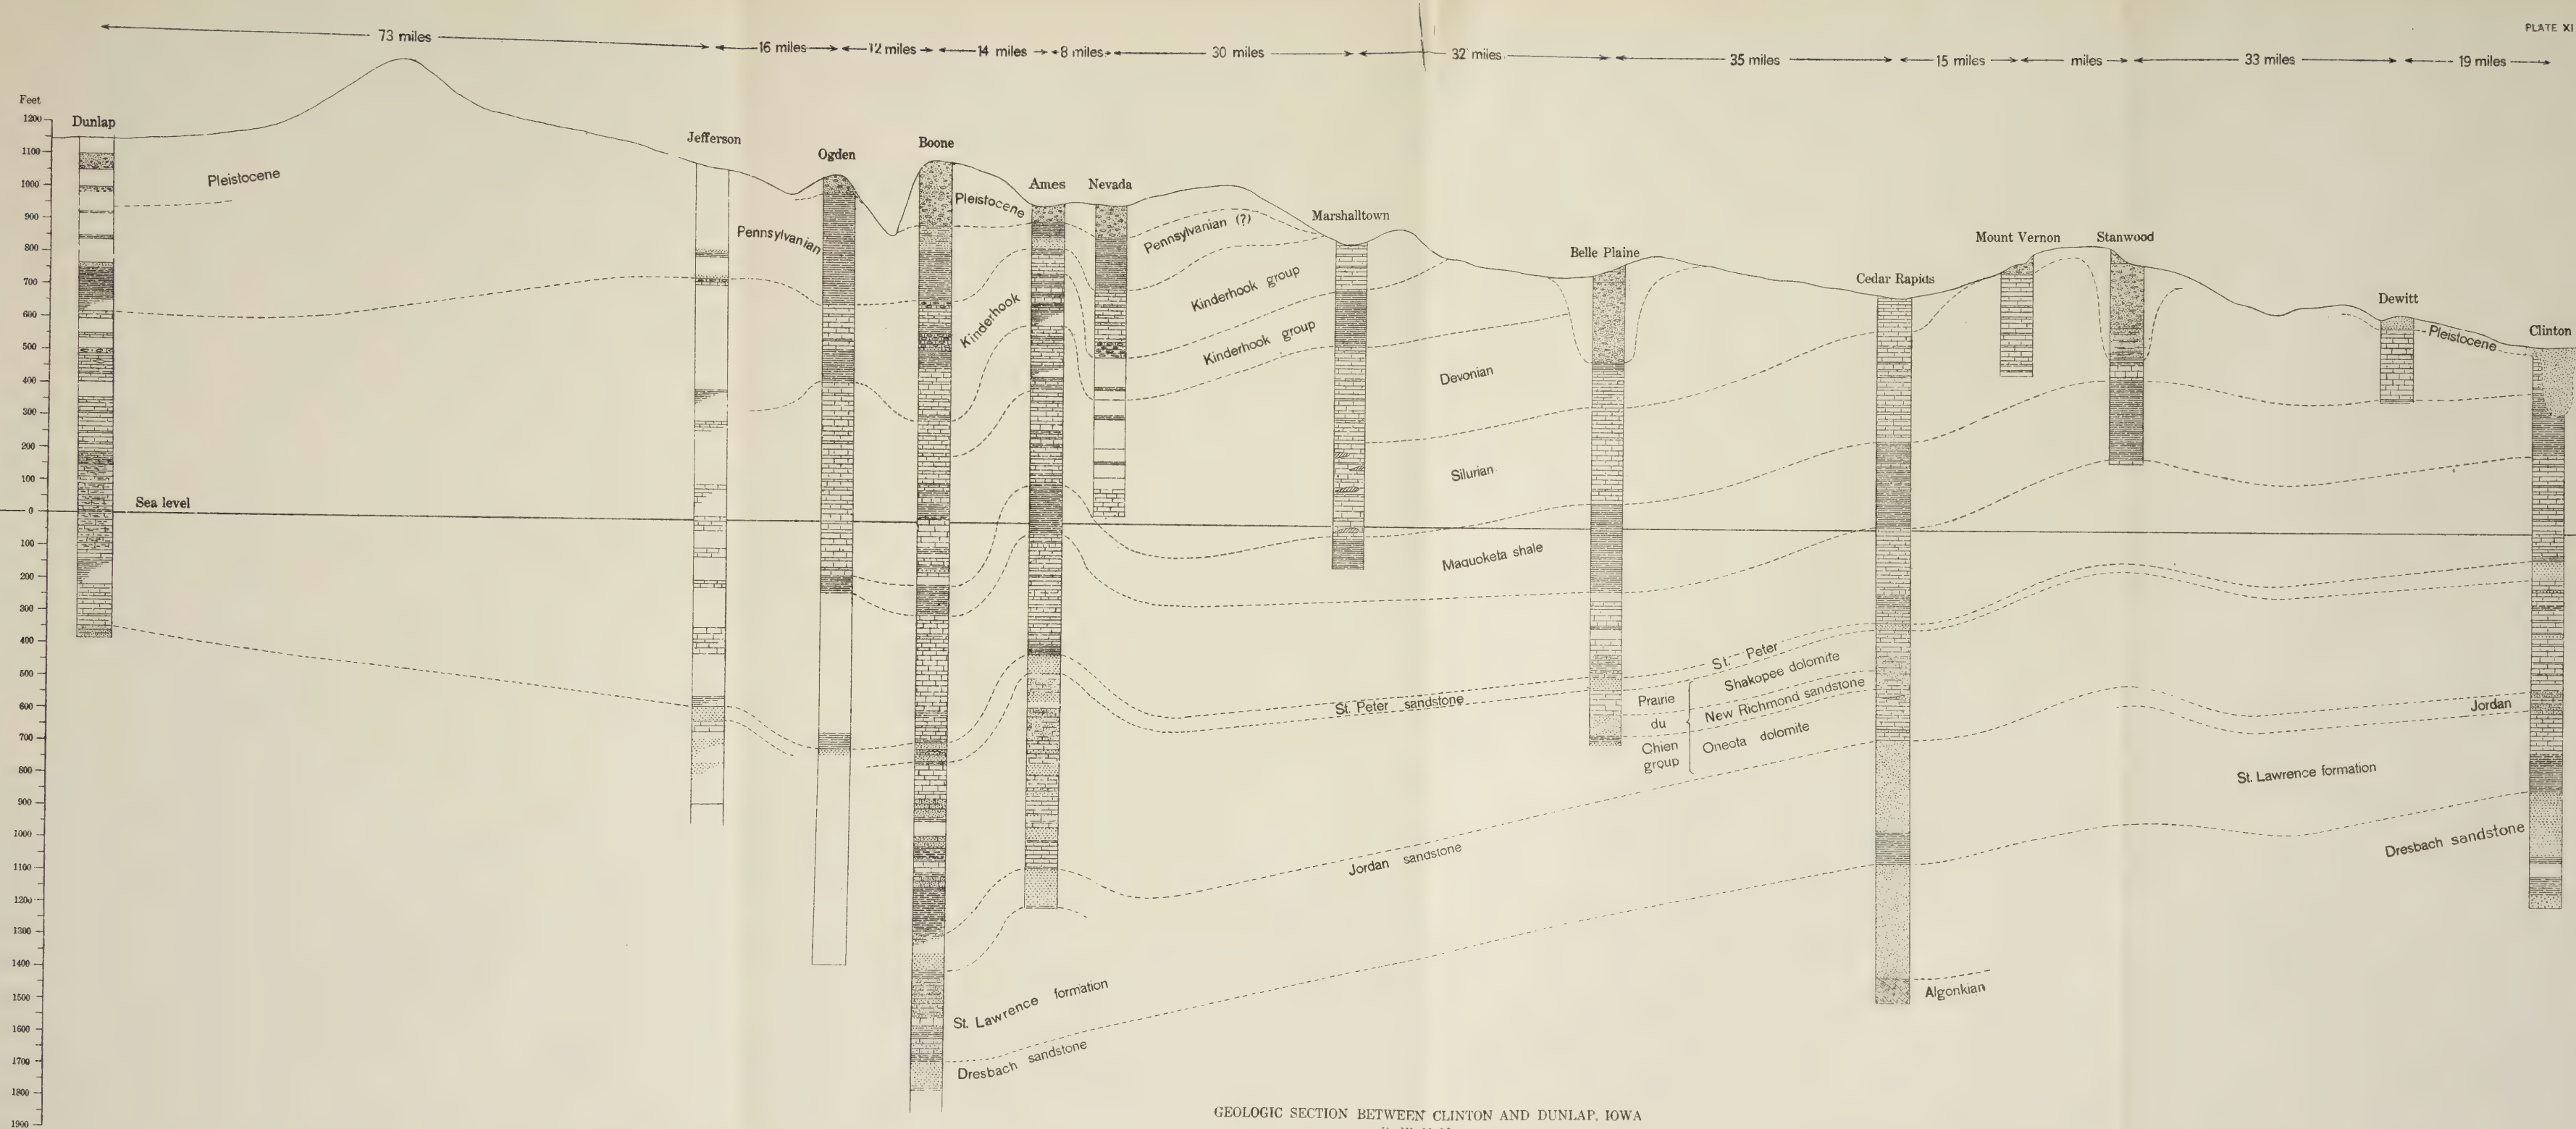 PLATE XI
73 miles
16 miles
12 miles
14 miles
8 miles
30 miles
32 miles
35 miles
15 miles
miles
33 miles
19 miles
Feet
1200
1100
1000
900
800
700
600
500
400
300
200
100
0
100
200
300
400
500
600
700
800
900
1000
1100
1200
1300
1400
1500
1600
1700
1800
1900
Dunlap
Jefferson
Ogden
Boone
Ames
Nevada
Marshalltown
Belle Plaine
Cedar Rapids
Mount Vernon
Stanwood
Dewitt
Clinton
Pleistocene
Pennsylvanian
Pleistocene
Pennsylvanian (?)
Kinderhook
Kinderhook group
Kinderhook group
Devonian
Silurian
Pleistocene
Sea level
Maquoketa shale
St. Peter sandstone
St. Peter
Prairie
du
Chien
group
Shakopee dolomite
New Richmond sandstone
Oneota dolomite
Jordan
Jordan sandstone
St. Lawrence formation
Dresbach sandstone
St. Lawrence formation
Dresbach sandstone
Algonkian
GEOLOGIC SECTION BETWEEN CLINTON AND DUNLAP, IOWA